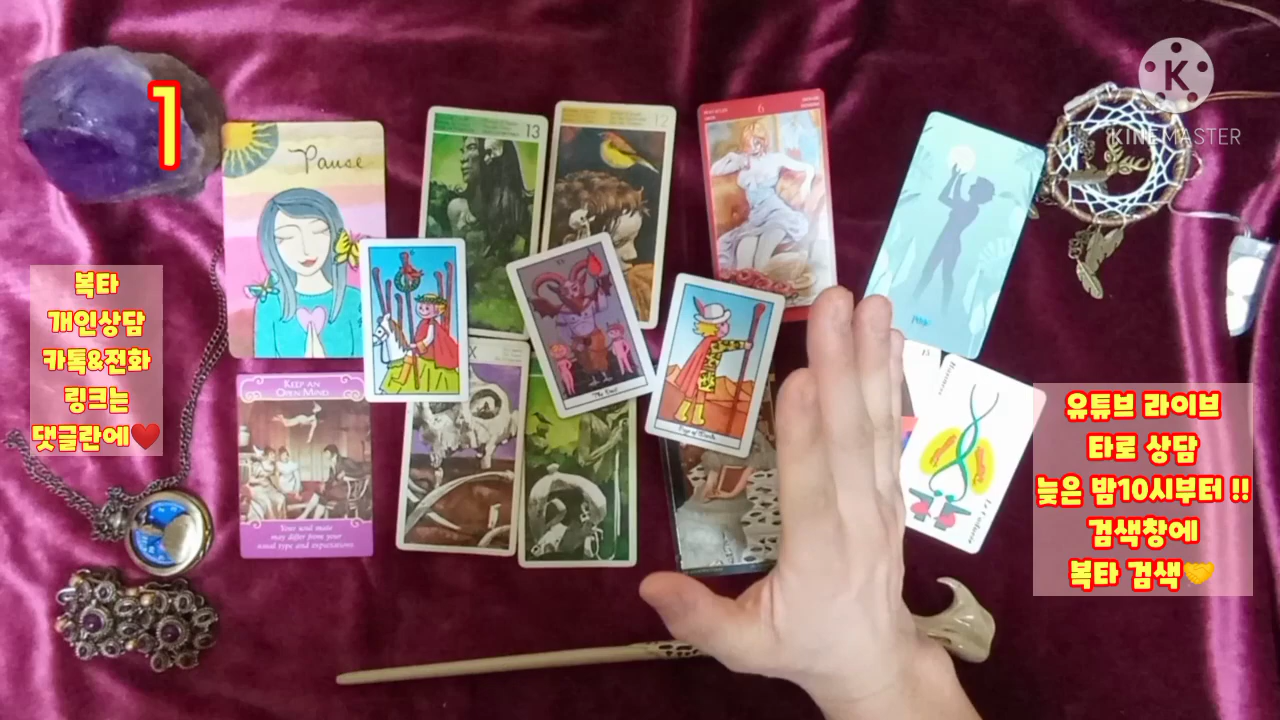 1
Pause
13
12
6
KINEMASTER
복타
개인상담
카톡&전화
링크는
댓글란에❤️
KEEP AN
OPEN MIND
Your soul mate
may differ from your
usual type and expectations
X
The Devil
15
유튜브 라이브
타로 상담
늦은 밤10시부터 !!
검색창에
복타 검색🤝